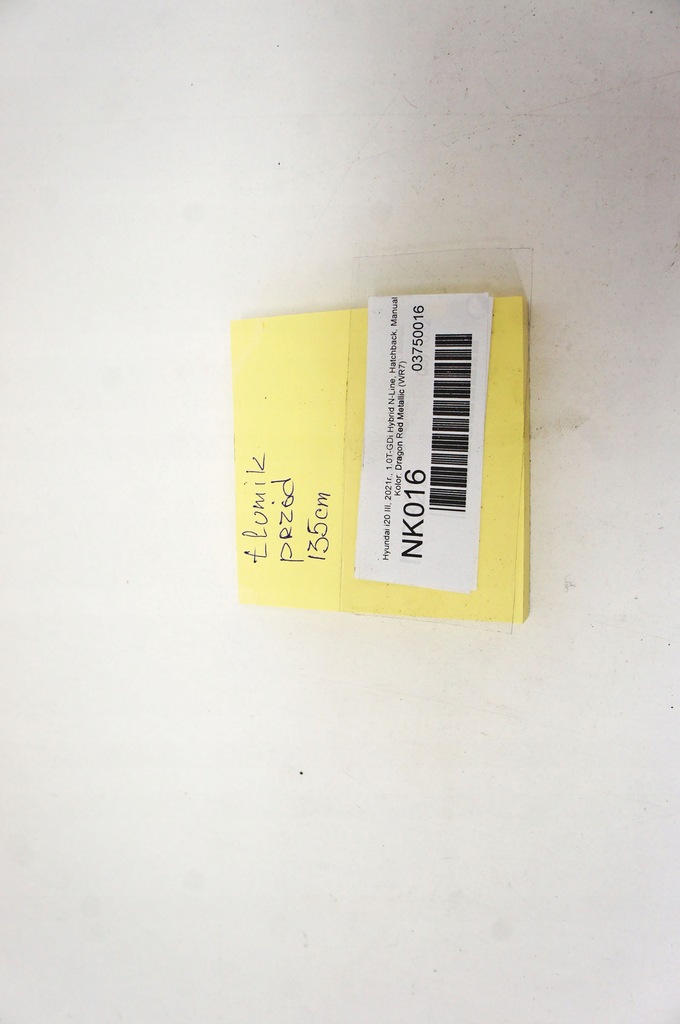 tłumik
przód
135cm
Hyundai i20 III, 2021r., 1.0T-GDi Hybrid N-Line, Hatchback, Manual
Kolor: Dragon Red Metallic (WR7)
NK016 03750016